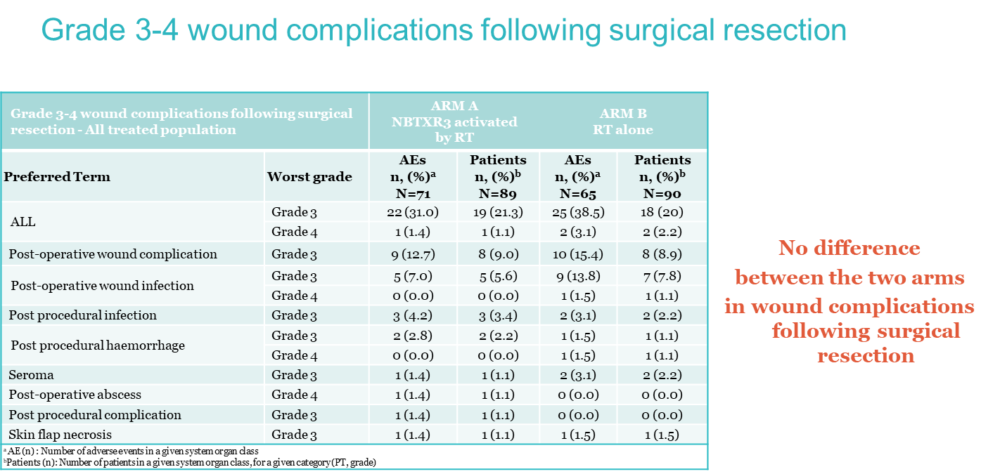 Grade 3-4 wound complications following surgical resection
Grade 3-4 wound complications following surgical
resection - All treated population
ARM A
NBTXR3 activated
by RT
ARM B
RT alone
Preferred Term
Worst grade
AEs
n, (%)a
N=71
Patients
n, (%)b
N=89
AEs
n, (%)a
N=65
Patients
n, (%)b
N=90
ALL
Grade 3 22 (31.0) 19 (21.3) 25 (38.5) 18 (20)
Grade 4 1 (1.4) 1 (1.1) 2 (3.1) 2 (2.2)
Post-operative wound complication Grade 3 9 (12.7) 8 (9.0) 10 (15.4) 8 (8.9)
Post-operative wound infection
Grade 3 5 (7.0) 5 (5.6) 9 (13.8) 7 (7.8)
Grade 4 0 (0.0) 0 (0.0) 1 (1.5) 1 (1.1)
Post procedural infection Grade 3 3 (4.2) 3 (3.4) 2 (3.1) 2 (2.2)
Post procedural haemorrhage
Grade 3 2 (2.8) 2 (2.2) 1 (1.5) 1 (1.1)
Grade 4 0 (0.0) 0 (0.0) 1 (1.5) 1 (1.1)
Seroma Grade 3 1 (1.4) 1 (1.1) 2 (3.1) 2 (2.2)
Post-operative abscess Grade 4 1 (1.4) 1 (1.1) 0 (0.0) 0 (0.0)
Post procedural complication Grade 3 1 (1.4) 1 (1.1) 0 (0.0) 0 (0.0)
Skin flap necrosis Grade 3 1 (1.4) 1 (1.1) 1 (1.5) 1 (1.5)
a AE (n) : Number of adverse events in a given system organ class
bPatients (n): Number of patients in a given system organ class, for a given category (PT, grade)
No difference
between the two arms
in wound complications
following surgical
resection